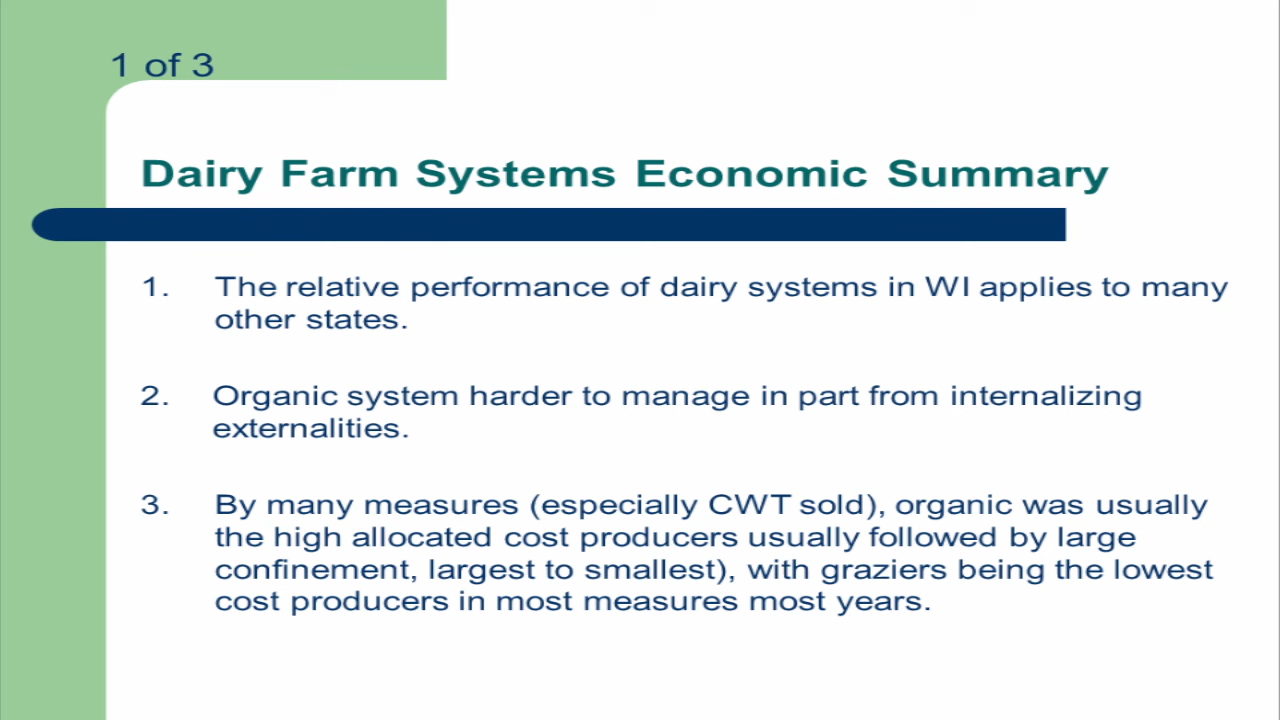 1 of 3
Dairy Farm Systems Economic Summary
1. The relative performance of dairy systems in WI applies to many
other states.
2. Organic system harder to manage in part from internalizing
externalities.
3. By many measures (especially CWT sold), organic was usually
the high allocated cost producers usually followed by large
confinement, largest to smallest), with graziers being the lowest
cost producers in most measures most years.